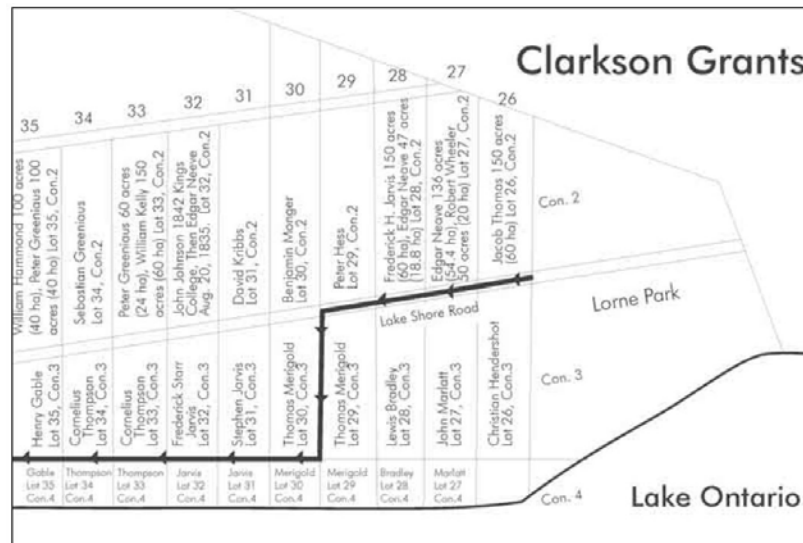 Clarkson Grants
35
34
33
32
31
30
29
28
27
26
William Hammond 100 acres
(40 ha), Peter Greeniaus 100
acres (40 ha) Lot 35, Con.2
Sebastian Greenious
Lot 34, Con.2
Peter Greenious 60 acres
(24 ha), William Kelly 150
acres (60 ha) Lot 33, Con.2
John Johnson 1842 Kings
College, Then Edgar Neeve
Aug. 20, 1835. Lot 32, Con.2
David Kribbs
Lot 31, Con.2
Benjamin Monger
Lot 30, Con.2
Peter Hess
Lot 29, Con.2
Frederick H. Jarvis 150 acres
(60 ha), Edgar Neave 47 acres
(18.8 ha) Lot 28, Con.2
Edgar Neave 136 acres
(54.4 ha), Robert Wheeler
50 acres (20 ha) Lot 27, Con.2
Jacob Thomas 150 acres
(60 ha) Lot 26, Con.2
Con. 2
Lake Shore Road
Lorne Park
Henry Gable
Lot 35, Con.3
Cornelius
Thompson
Lot 34, Con.3
Cornelius
Thompson
Lot 33, Con.3
Frederick Starr
Jarvis
Lot 32, Con.3
Stephen Jarvis
Lot 31, Con.3
Thomas Merigold
Lot 30, Con.3
Thomas Merigold
Lot 29, Con.3
Lewis Bradley
Lot 28, Con.3
John Marlatt
Lot 27, Con.3
Christian Hendershot
Lot 26, Con.3
Con. 3
Gable
Lot 35
Con.4
Thompson
Lot 34
Con.4
Thompson
Lot 33
Con.4
Jarvis
Lot 32
Con.4
Jarvis
Lot 31
Con.4
Merigold
Lot 30
Con.4
Merigold
Lot 29
Con.4
Bradley
Lot 28
Con.4
Marlatt
Lot 27
Con.4
Con. 4
Lake Ontario